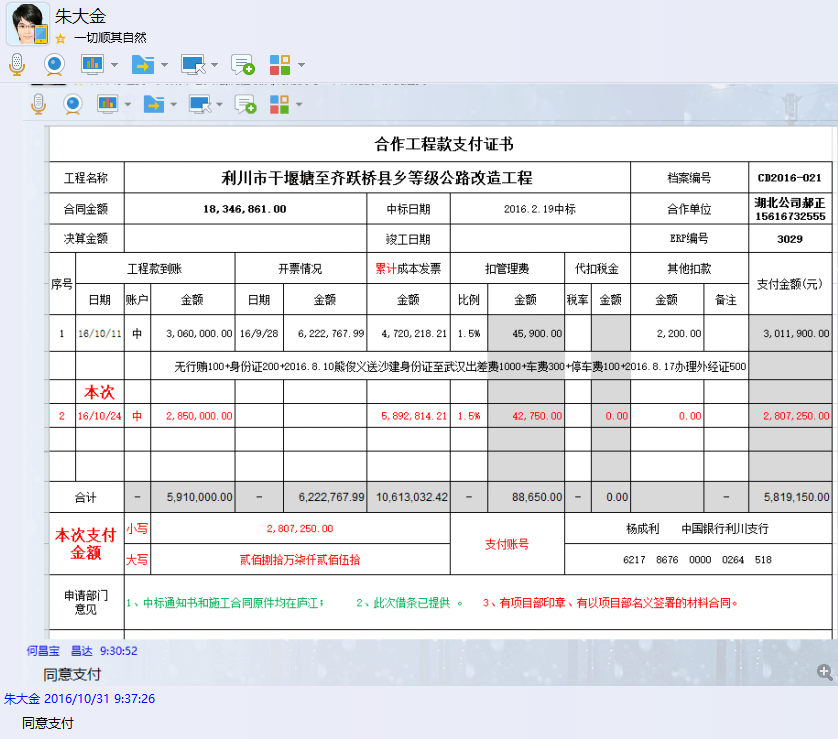 朱大金
一切顺其自然
合作工程款支付证书
工程名称 利川市干堰塘至齐跃桥县乡等级公路改造工程 档案编号 CD2016-021
合同金额 18,346,861.00 中标日期 2016.2.19中标 合作单位 湖北公司郝正 15616732555
决算金额 竣工日期 ERP编号 3029
序号 工程款到账 开票情况 累计成本发票 扣管理费 代扣税金 其他扣款 支付金额(元)
日期 账户 金额 日期 金额 金额 比例 金额 税率 金额 金额 备注
1 16/10/11 中 3,060,000.00 16/9/28 6,222,767.99 4,720,218.21 1.5% 45,900.00 2,200.00 3,011,900.00
无行贿100+身份证200+2016.8.10熊俊义送沙建身份证至武汉出差费1000+车费300+停车费100+2016.8.17办理外经证500
本次
2 16/10/24 中 2,850,000.00 5,892,814.21 1.5% 42,750.00 0.00 0.00 2,807,250.00
合计 – 5,910,000.00 – 6,222,767.99 10,613,032.42 – 88,650.00 – 0.00 – 5,819,150.00
本次支付金额 小写 2,807,250.00 支付账号 杨成利 中国银行利川支行
大写 贰佰捌拾万柒仟贰佰伍拾 6217 8676 0000 0264 518
申请部门意见 1、中标通知书和施工合同原件均在庐江； 2、此次借条已提供 。 3、有项目部印章、有以项目部名义签署的材料合同。
何昌宝 昌达 9:30:52
同意支付
朱大金 2016/10/31 9:37:26
同意支付